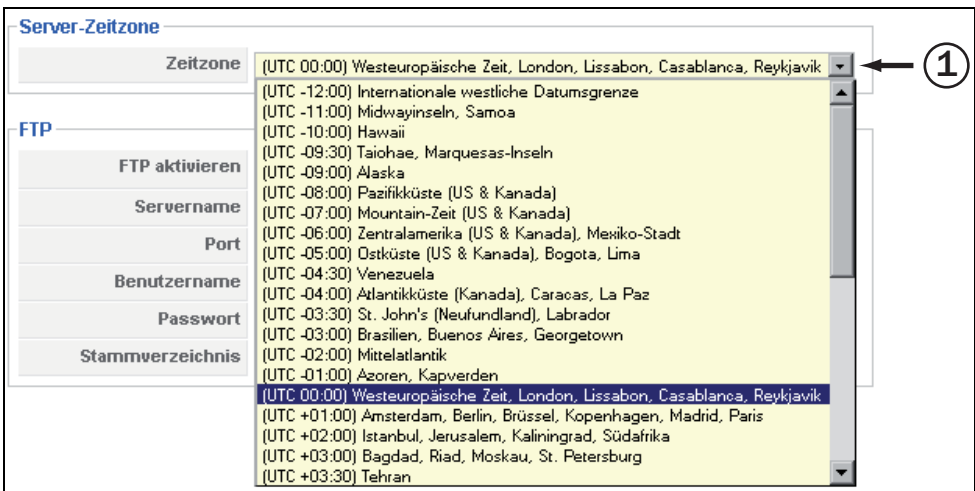 Server-Zeitzone
Zeitzone
(UTC 00:00) Westeuropäische Zeit, London, Lissabon, Casablanca, Reykjavik
1
(UTC -12:00) Internationale westliche Datumsgrenze
(UTC -11:00) Midwayinseln, Samoa
(UTC -10:00) Hawaii
(UTC -09:30) Taiohae, Marquesas-Inseln
(UTC -09:00) Alaska
(UTC -08:00) Pazifikküste (US & Kanada)
(UTC -07:00) Mountain-Zeit (US & Kanada)
(UTC -06:00) Zentralamerika (US & Kanada), Mexiko-Stadt
(UTC -05:00) Ostküste (US & Kanada), Bogota, Lima
(UTC -04:30) Venezuela
(UTC -04:00) Atlantikküste (Kanada), Caracas, La Paz
(UTC -03:30) St. John's (Neufundland), Labrador
(UTC -03:00) Brasilien, Buenos Aires, Georgetown
(UTC -02:00) Mittelatlantik
(UTC -01:00) Azoren, Kapverden
(UTC 00:00) Westeuropäische Zeit, London, Lissabon, Casablanca, Reykjavik
(UTC +01:00) Amsterdam, Berlin, Brüssel, Kopenhagen, Madrid, Paris
(UTC +02:00) Istanbul, Jerusalem, Kaliningrad, Südafrika
(UTC +03:00) Bagdad, Riad, Moskau, St. Petersburg
(UTC +03:30) Tehran
FTP
FTP aktivieren
Servername
Port
Benutzername
Passwort
Stammverzeichnis